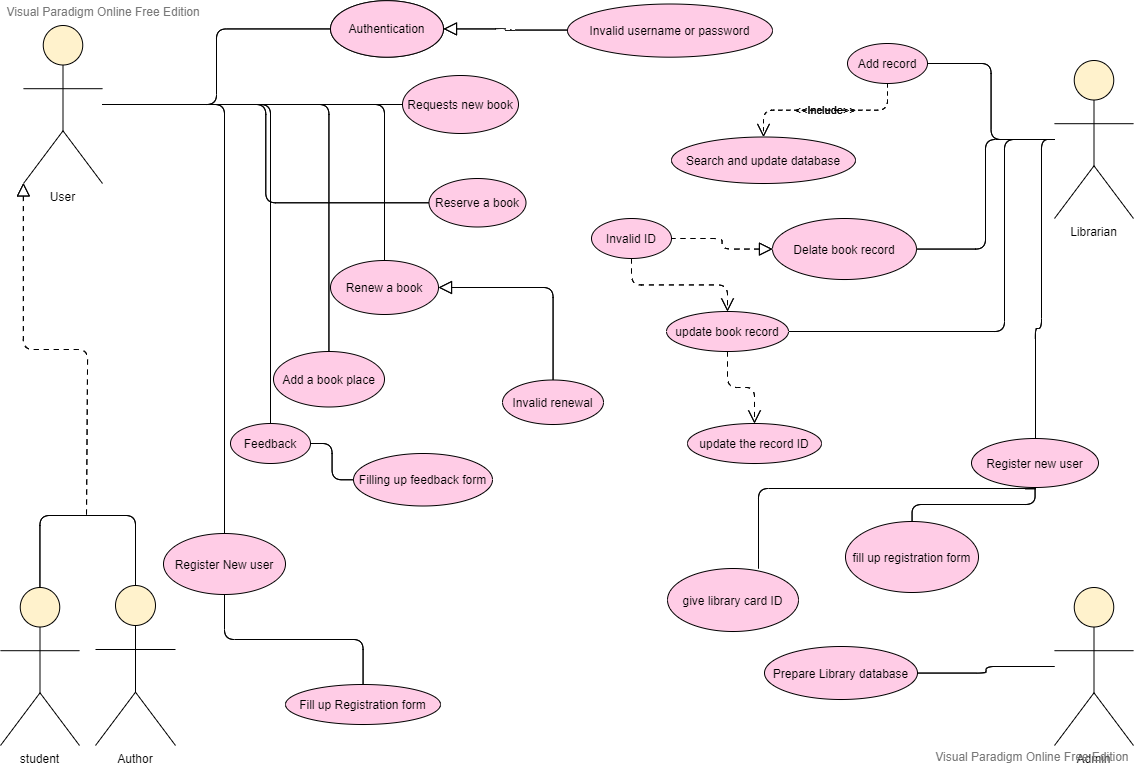 Visual Paradigm Online Free Edition
Authentication
Invalid username or password
Add record
Requests new book
<<Include>>
Search and update database
User
Reserve a book
Librarian
Invalid ID
Delate book record
Renew a book
update book record
Add a book place
Invalid renewal
Feedback
update the record ID
Filling up feedback form
Register new user
Register New user
fill up registration form
give library card ID
Prepare Library database
Fill up Registration form
student
Author
Admin
Visual Paradigm Online Free Edition